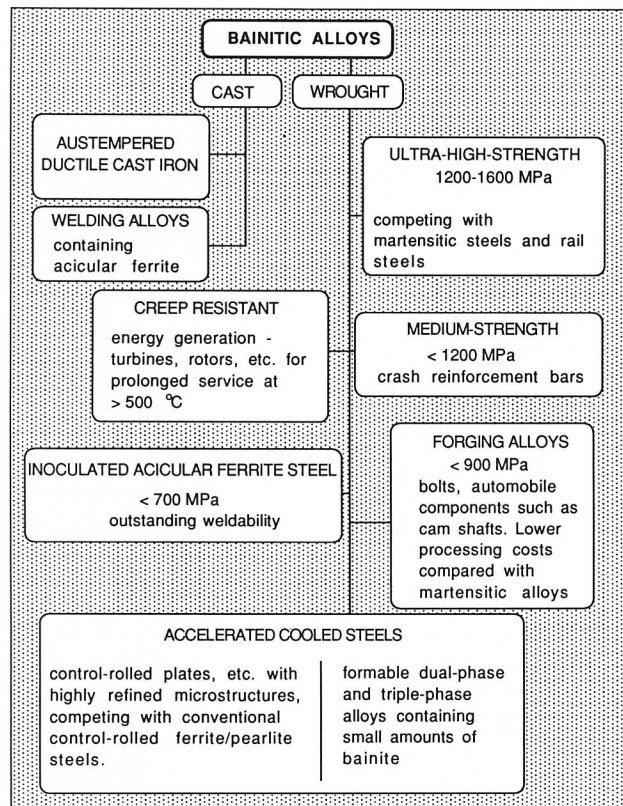 BAINITIC ALLOYS
CAST
WROUGHT
AUSTEMPERED
DUCTILE CAST IRON
WELDING ALLOYS
containing
acicular ferrite
ULTRA-HIGH-STRENGTH
1200-1600 MPa
competing with
martensitic steels and rail
steels
CREEP RESISTANT
energy generation -
turbines, rotors, etc. for
prolonged service at
> 500 °C
MEDIUM-STRENGTH
< 1200 MPa
crash reinforcement bars
INOCULATED ACICULAR FERRITE STEEL
< 700 MPa
outstanding weldability
FORGING ALLOYS
< 900 MPa
bolts, automobile
components such as
cam shafts. Lower
processing costs
compared with
martensitic alloys
ACCELERATED COOLED STEELS
control-rolled plates, etc. with
highly refined microstructures,
competing with conventional
control-rolled ferrite/pearlite
steels.
formable dual-phase
and triple-phase
alloys containing
small amounts of
bainite